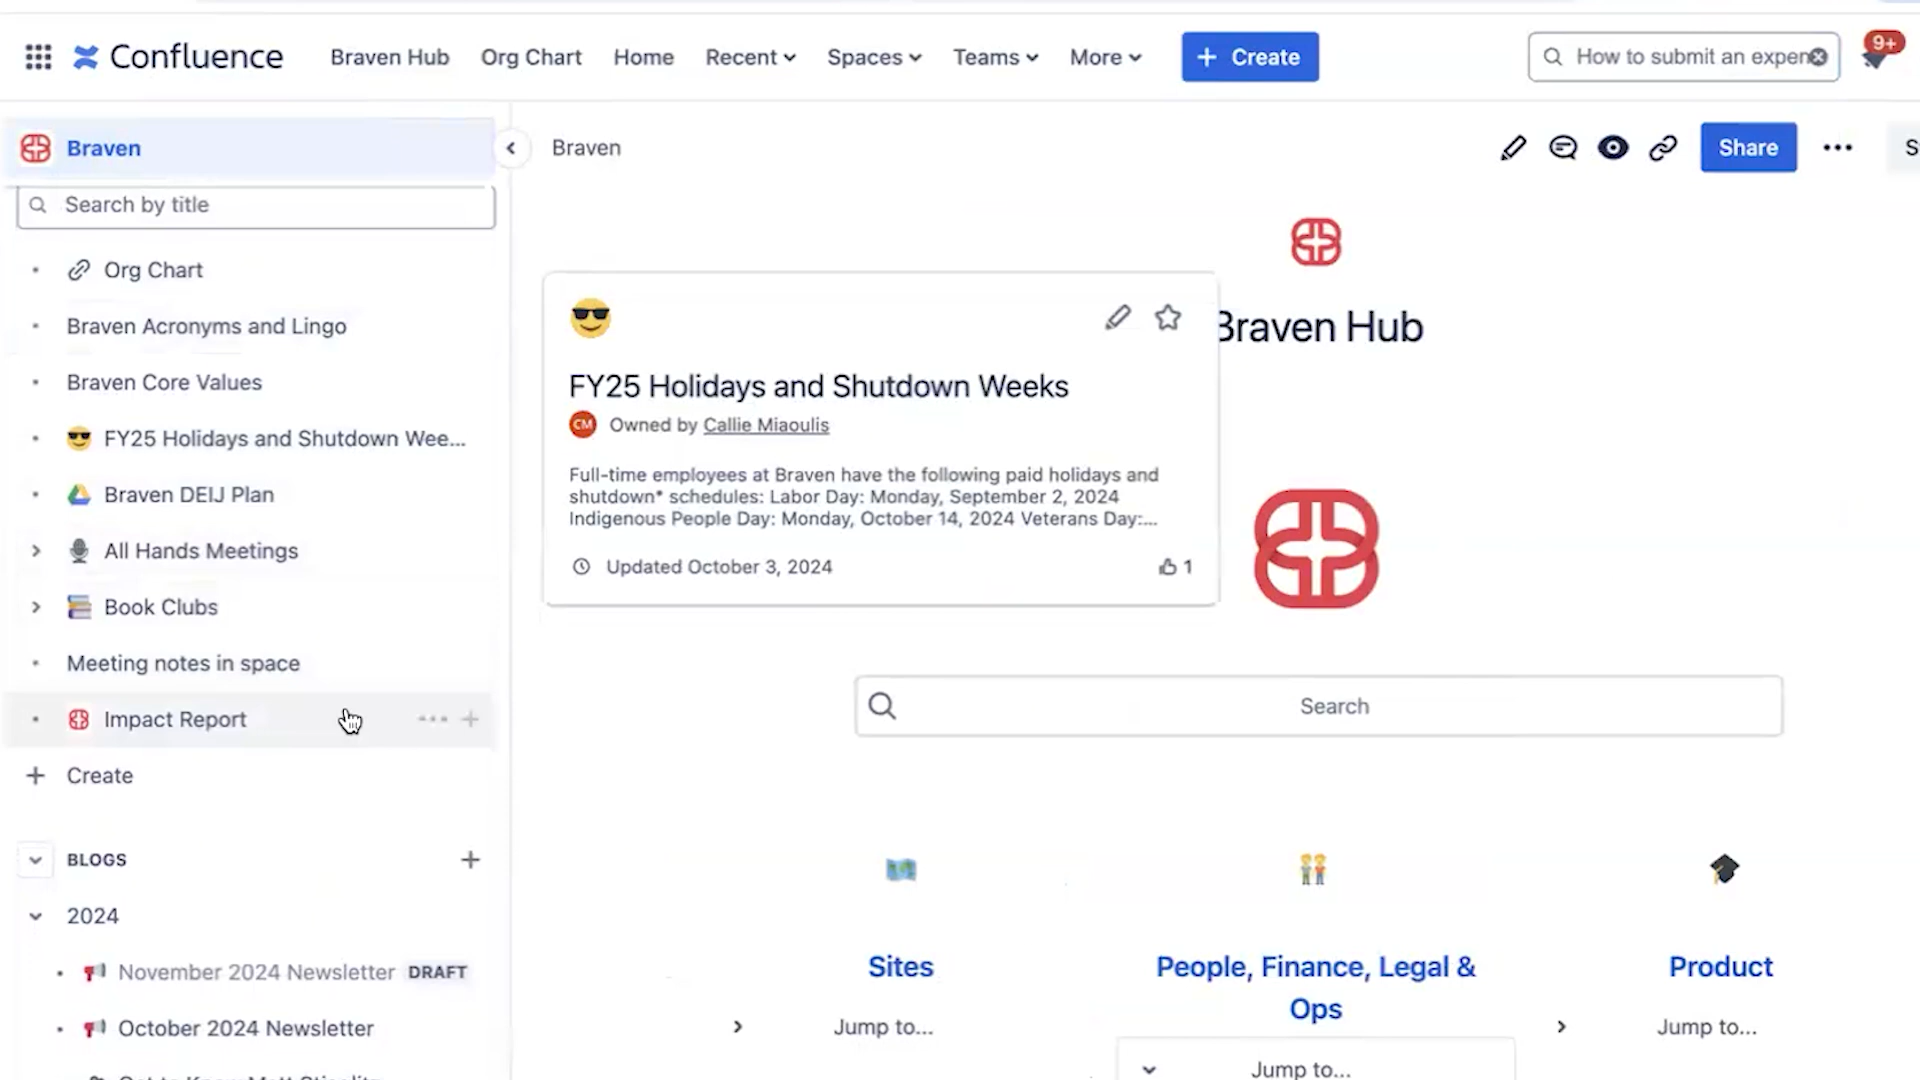 Confluence
Braven Hub
Org Chart
Home
Recent
Spaces
Teams
More
+ Create
How to submit an expen
9+
Braven
Search by title
Org Chart
Braven Acronyms and Lingo
Braven Core Values
FY25 Holidays and Shutdown Wee...
Braven DEIJ Plan
All Hands Meetings
Book Clubs
Meeting notes in space
Impact Report
+ Create
BLOGS
2024
November 2024 Newsletter DRAFT
October 2024 Newsletter
Braven
Share
Braven Hub
FY25 Holidays and Shutdown Weeks
CM Owned by Callie Miaoulis
Full-time employees at Braven have the following paid holidays and
shutdown* schedules: Labor Day: Monday, September 2, 2024
Indigenous People Day: Monday, October 14, 2024 Veterans Day:...
Updated October 3, 2024
1
Search
Sites
Jump to...
People, Finance, Legal &
Ops
Jump to...
Product
Jump to...